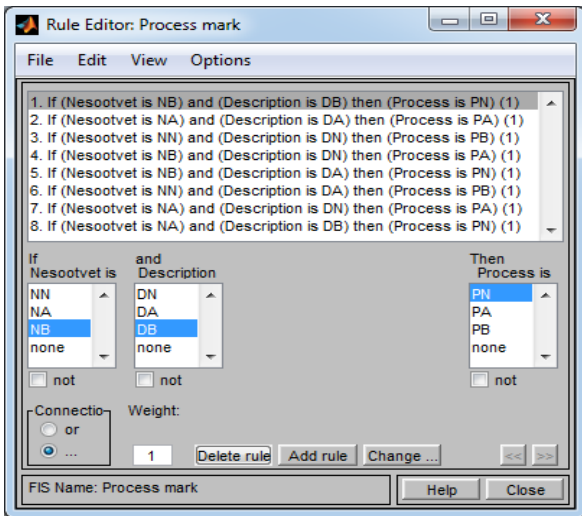 Rule Editor: Process mark
File Edit View Options
1. If (Nesootvet is NB) and (Description is DB) then (Process is PN) (1)
2. If (Nesootvet is NA) and (Description is DA) then (Process is PA) (1)
3. If (Nesootvet is NN) and (Description is DN) then (Process is PB) (1)
4. If (Nesootvet is NB) and (Description is DN) then (Process is PA) (1)
5. If (Nesootvet is NB) and (Description is DA) then (Process is PN) (1)
6. If (Nesootvet is NN) and (Description is DA) then (Process is PB) (1)
7. If (Nesootvet is NA) and (Description is DN) then (Process is PA) (1)
8. If (Nesootvet is NA) and (Description is DB) then (Process is PN) (1)
If and Then
Nesootvet is Description Process is
NN DN PN
NA DA PA
NB DB PB
none none none
not not not
Connectio Weight:
or
... 1 Delete rule Add rule Change ... << >>
FIS Name: Process mark Help Close